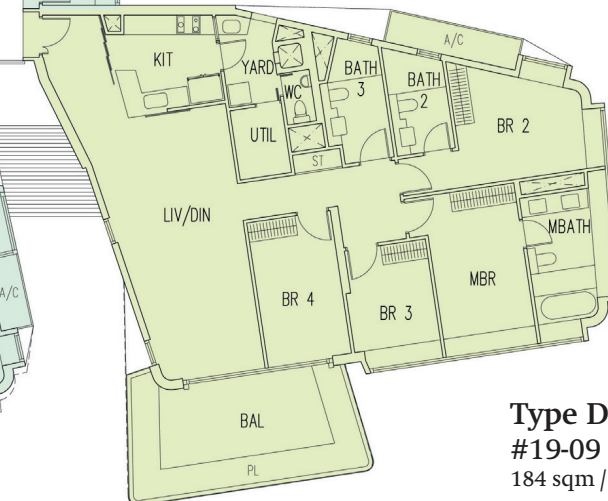 A/C
KIT
YARD
BATH
3
BATH
2
WC
BR 2
UTIL
ST
LIV/DIN
MBATH
MBR
A/C
BR 4
BR 3
BAL
PL
Type D
#19-09
184 sqm /